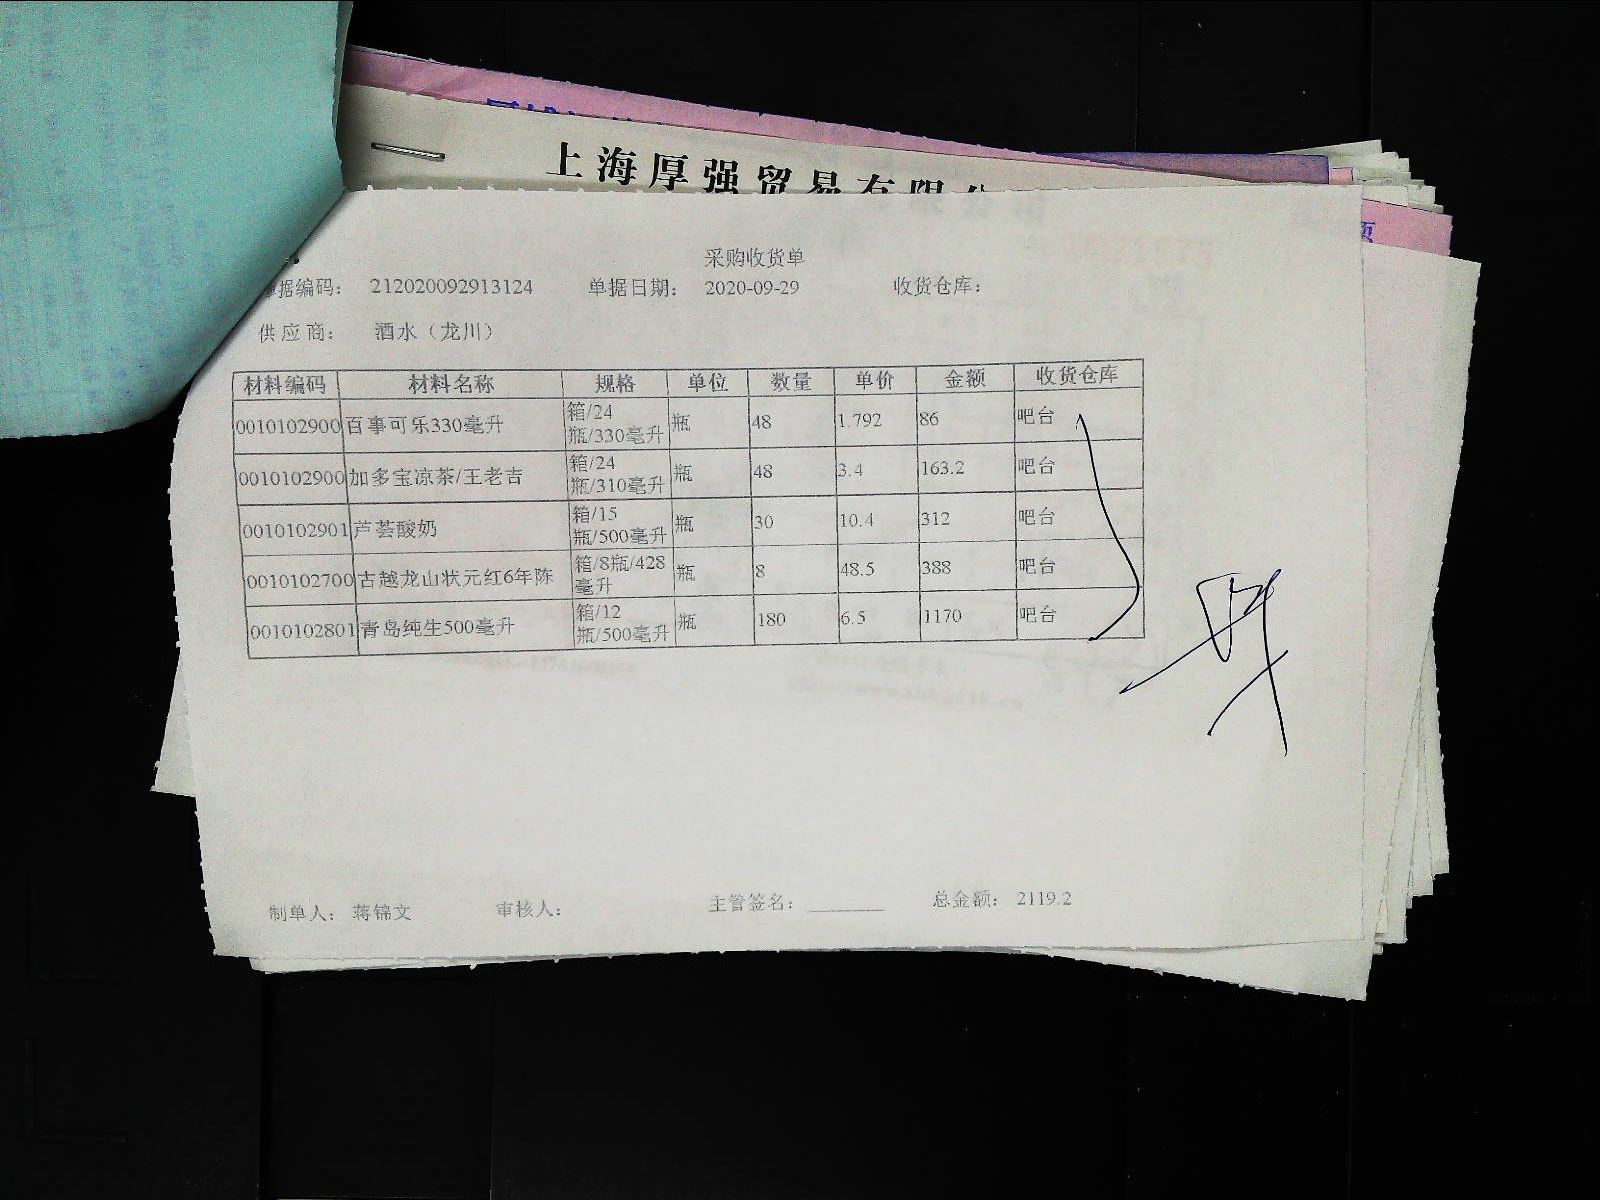 上海厚强贸易有限公
采购收货单
单据编码： 212020092913124 单据日期： 2020-09-29 收货仓库：
供应商： 酒水（龙川）
材料编码 材料名称 规格 单位 数量 单价 金额 收货仓库
0010102900 百事可乐330毫升 箱/24瓶/330毫升 瓶 48 1.792 86 吧台
0010102900 加多宝凉茶/王老吉 箱/24瓶/310毫升 瓶 48 3.4 163.2 吧台
0010102901 芦荟酸奶 箱/15瓶/500毫升 瓶 30 10.4 312 吧台
0010102700 古越龙山状元红6年陈 箱/8瓶/428毫升 瓶 8 48.5 388 吧台
0010102801 青岛纯生500毫升 箱/12瓶/500毫升 瓶 180 6.5 1170 吧台
制单人： 蒋锦文 审核人： 主管签名： 总金额： 2119.2